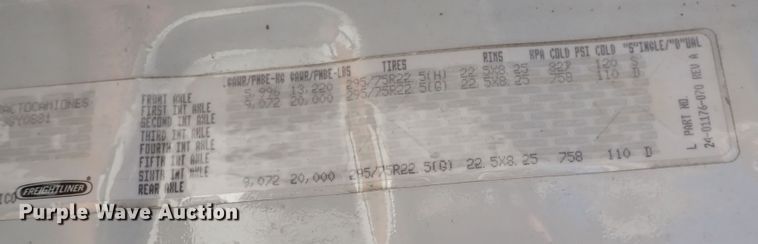 GAWR/PNBE-KG GAWR/PNBE-LBS TIRES RIMS KPA COLD PSI COLD "S"INGLE/"D"UAL
FRONT AXLE 5,996 13,220 295/75R22.5(H) 22.5X8.25 827 120 S
FIRST INT AXLE 9,072 20,000 295/75R22.5(G) 22.5X8.25 758 110 D
SECOND INT AXLE
THIRD INT AXLE
FOURTH INT AXLE
FIFTH INT AXLE
SIXTH INT AXLE
REAR AXLE 9,072 20,000 295/75R22.5(G) 22.5X8.25 758 110 D
ACTOCAMIONES
ICO
FREIGHTLINER
L PART NO.
24-01176-070 REV A
Purple Wave Auction